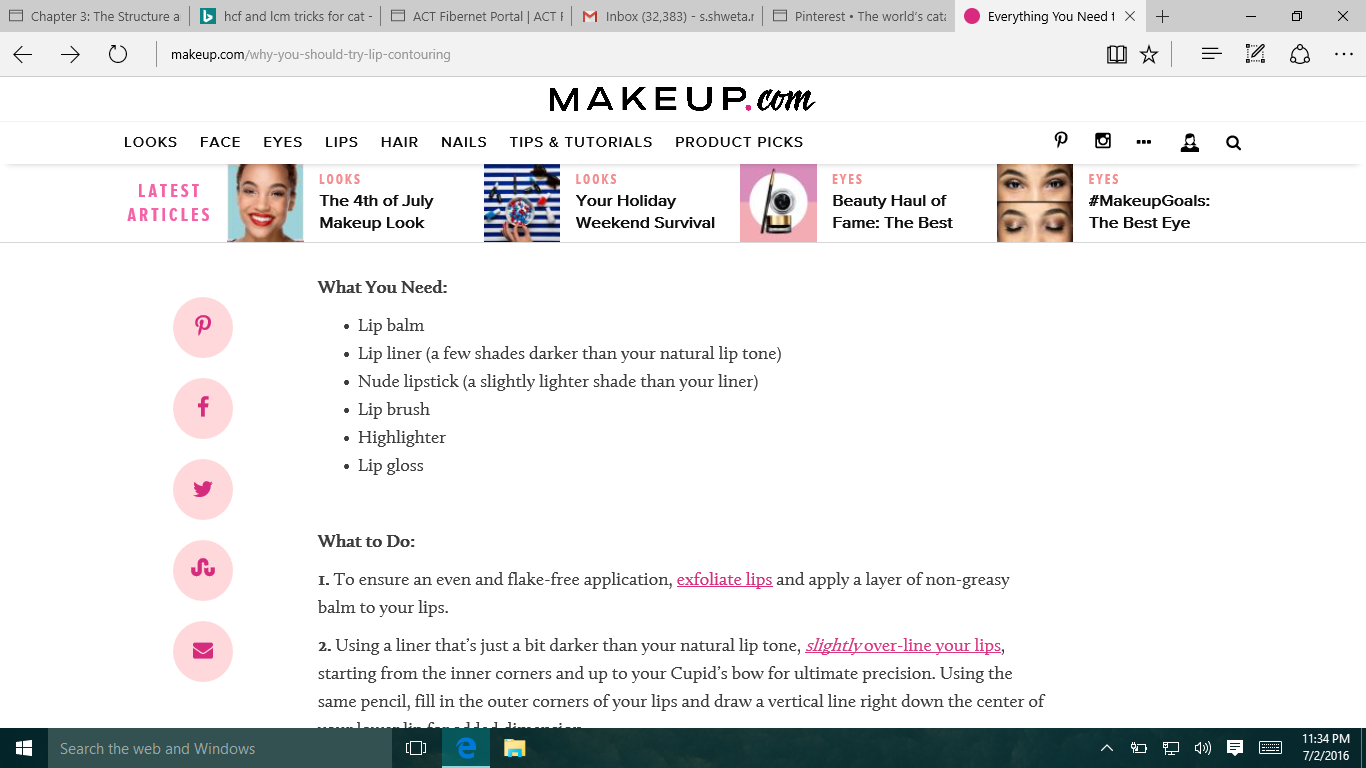 Chapter 3: The Structure a
hcf and lcm tricks for cat -
ACT Fibernet Portal | ACT F
Inbox (32,383) - s.shweta.r
Pinterest • The world's cata
Everything You Need t
makeup.com/why-you-should-try-lip-contouring
MAKEUP.com
LOOKS FACE EYES LIPS HAIR NAILS TIPS & TUTORIALS PRODUCT PICKS
LATEST
ARTICLES
LOOKS
The 4th of July
Makeup Look
LOOKS
Your Holiday
Weekend Survival
EYES
Beauty Haul of
Fame: The Best
EYES
#MakeupGoals:
The Best Eye
What You Need:
• Lip balm
• Lip liner (a few shades darker than your natural lip tone)
• Nude lipstick (a slightly lighter shade than your liner)
• Lip brush
• Highlighter
• Lip gloss
What to Do:
1. To ensure an even and flake-free application, exfoliate lips and apply a layer of non-greasy
balm to your lips.
2. Using a liner that's just a bit darker than your natural lip tone, slightly over-line your lips,
starting from the inner corners and up to your Cupid's bow for ultimate precision. Using the
same pencil, fill in the outer corners of your lips and draw a vertical line right down the center of
your lower lip for added dimension.
Search the web and Windows
11:34 PM
7/2/2016